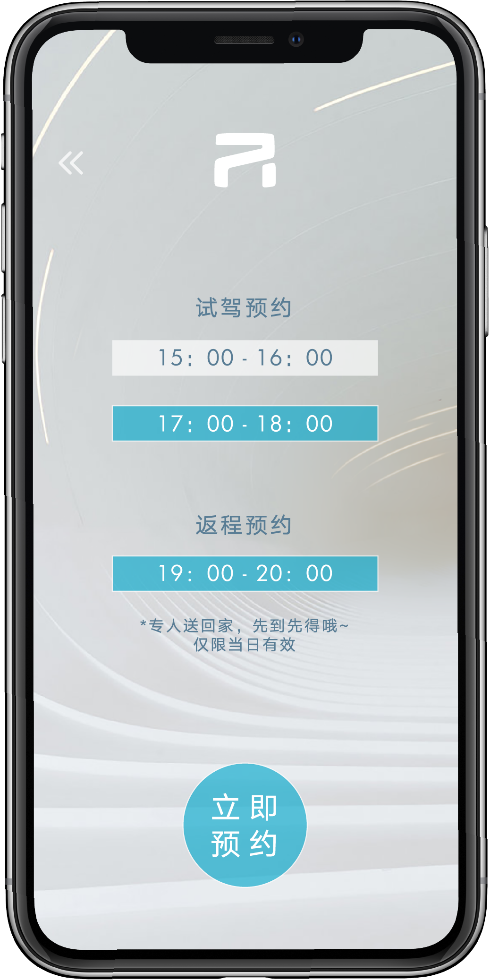 试驾预约
15：00 - 16：00
17：00 - 18：00
返程预约
19：00 - 20：00
*专人送回家，先到先得哦~
仅限当日有效
立即
预约